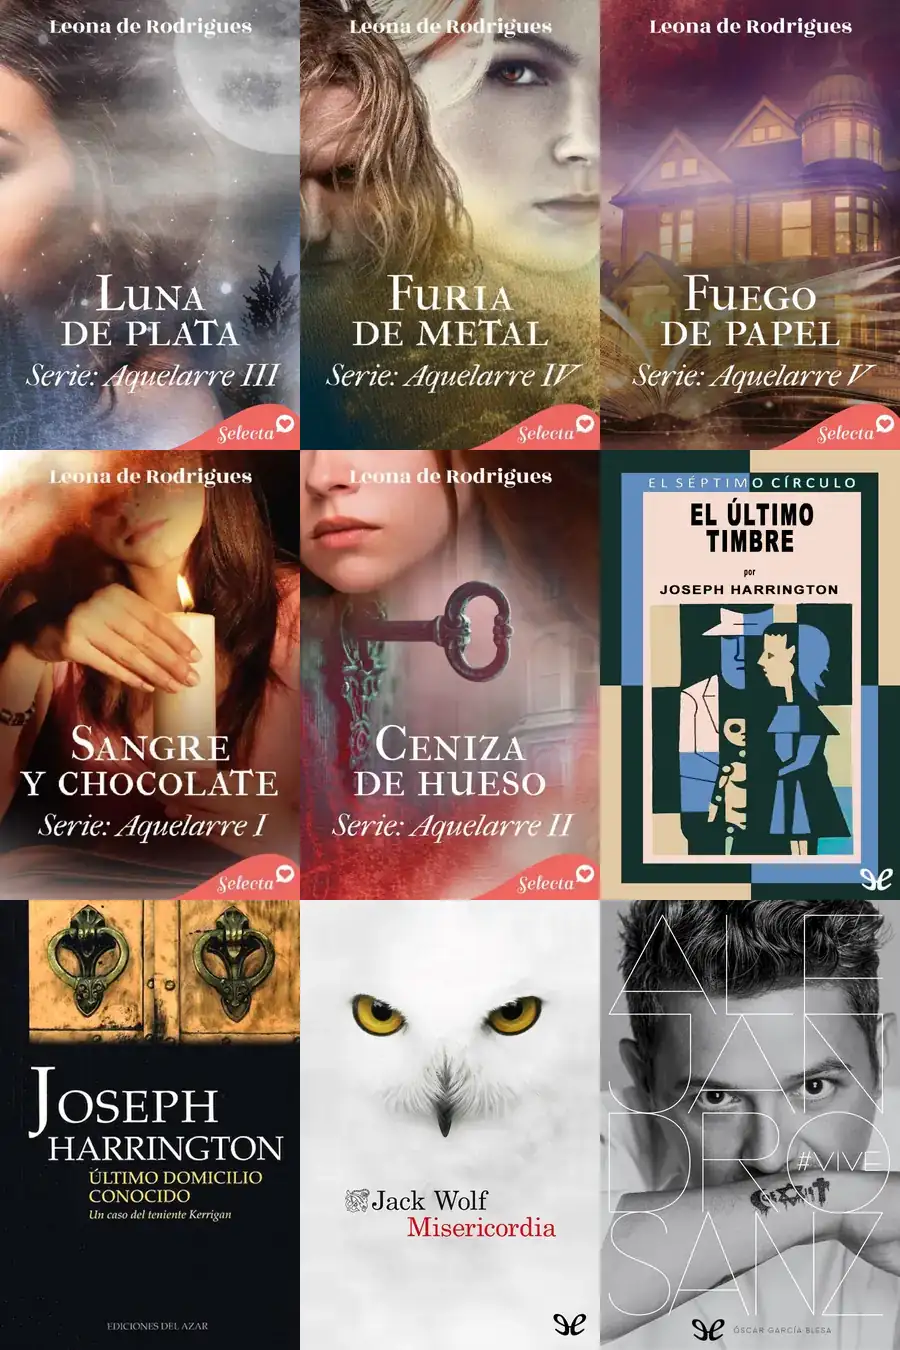 Leona de Rodrigues
LUNA
DE PLATA
Serie: Aquelarre III
Selecta
Leona de Rodrigues
FURIA
DE METAL
Serie: Aquelarre IV
Selecta
Leona de Rodrigues
FUEGO
DE PAPEL
Serie: Aquelarre V
Selecta
Leona de Rodrigues
SANGRE
Y CHOCOLATE
Serie: Aquelarre I
Selecta
Leona de Rodrigues
CENIZA
DE HUESO
Serie: Aquelarre II
Selecta
EL SÉPTIMO CÍRCULO
EL ÚLTIMO
TIMBRE
por
JOSEPH HARRINGTON
JOSEPH
HARRINGTON
ÚLTIMO DOMICILIO
CONOCIDO
Un caso del teniente Kerrigan
EDICIONES DEL AZAR
Jack Wolf
Misericordia
ALE
JAN
DRO
#VIVE
SANZ
ÓSCAR GARCÍA BLESA